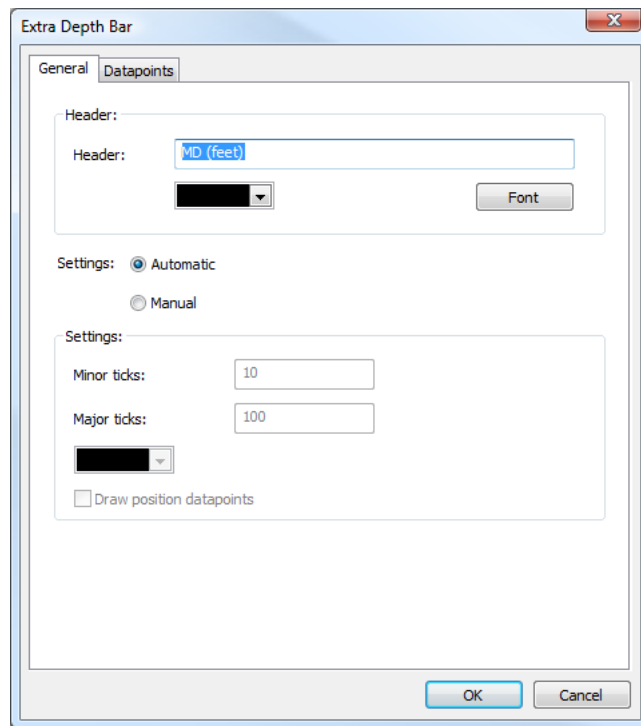 Extra Depth Bar
General Datapoints
Header:
Header: MD (feet)
Font
Settings: Automatic
Manual
Settings:
Minor ticks: 10
Major ticks: 100
Draw position datapoints
OK Cancel